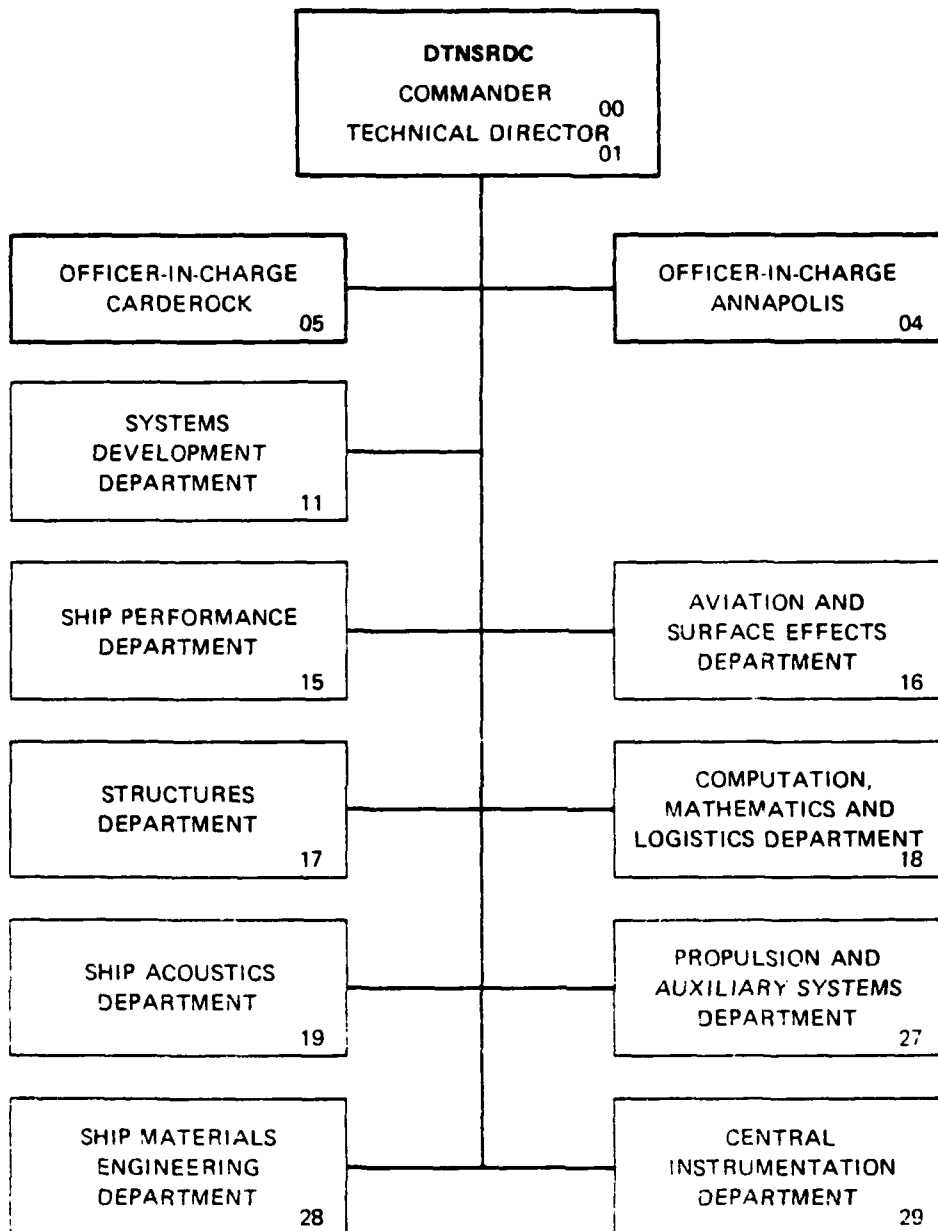 DTNSRDC
COMMANDER
00
TECHNICAL DIRECTOR
01
OFFICER-IN-CHARGE
CARDEROCK
05
OFFICER-IN-CHARGE
ANNAPOLIS
04
SYSTEMS
DEVELOPMENT
DEPARTMENT
11
SHIP PERFORMANCE
DEPARTMENT
15
AVIATION AND
SURFACE EFFECTS
DEPARTMENT
16
STRUCTURES
DEPARTMENT
17
COMPUTATION,
MATHEMATICS AND
LOGISTICS DEPARTMENT
18
SHIP ACOUSTICS
DEPARTMENT
19
PROPULSION AND
AUXILIARY SYSTEMS
DEPARTMENT
27
SHIP MATERIALS
ENGINEERING
DEPARTMENT
28
CENTRAL
INSTRUMENTATION
DEPARTMENT
29